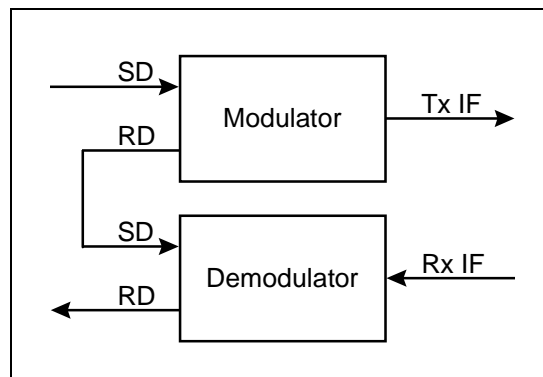 SD
Modulator
Tx IF
RD
SD
Demodulator
Rx IF
RD